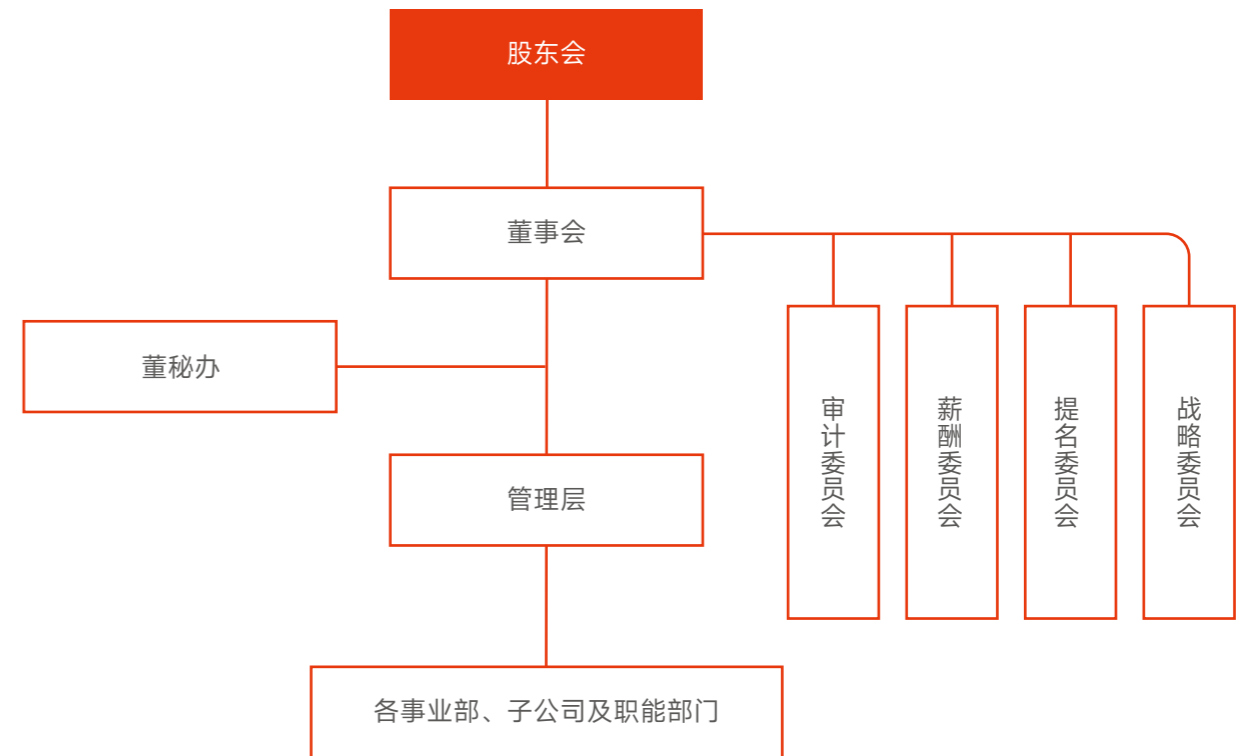 股东会
董事会
董秘办
审计委员会
薪酬委员会
提名委员会
战略委员会
管理层
各事业部、子公司及职能部门